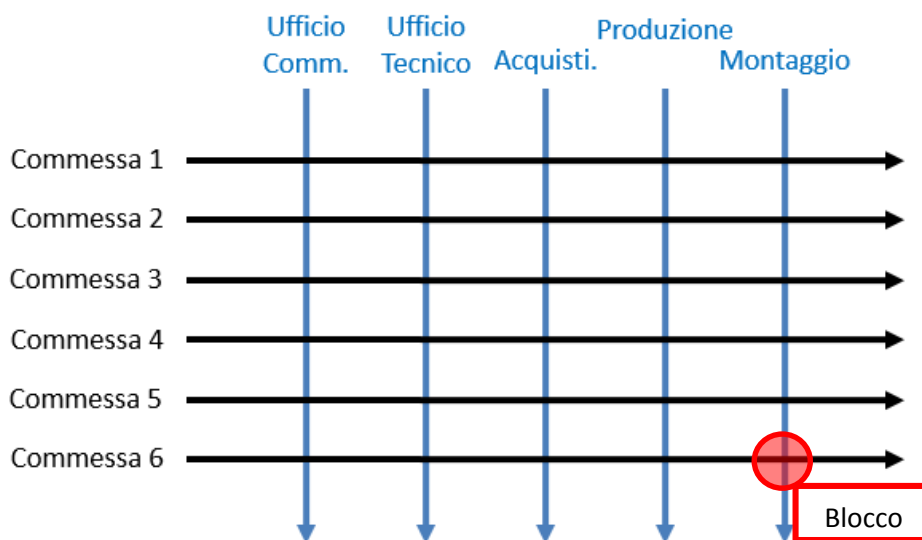 Ufficio
Comm.
Ufficio
Tecnico
Acquisti.
Produzione
Montaggio
Commessa 1
Commessa 2
Commessa 3
Commessa 4
Commessa 5
Commessa 6
Blocco